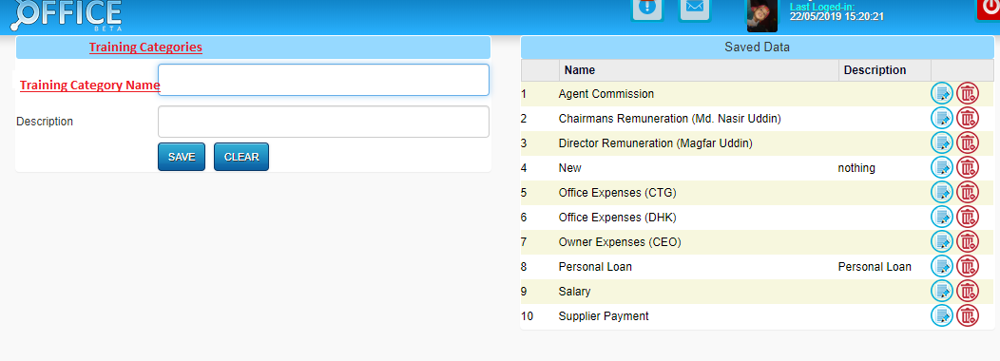 OFFICE
BETA
Last Loged-in:
22/05/2019 15:20:21
Training Categories
Training Category Name
Description
SAVE CLEAR
Saved Data
Name Description
1 Agent Commission
2 Chairmans Remuneration (Md. Nasir Uddin)
3 Director Remuneration (Magfar Uddin)
4 New nothing
5 Office Expenses (CTG)
6 Office Expenses (DHK)
7 Owner Expenses (CEO)
8 Personal Loan Personal Loan
9 Salary
10 Supplier Payment